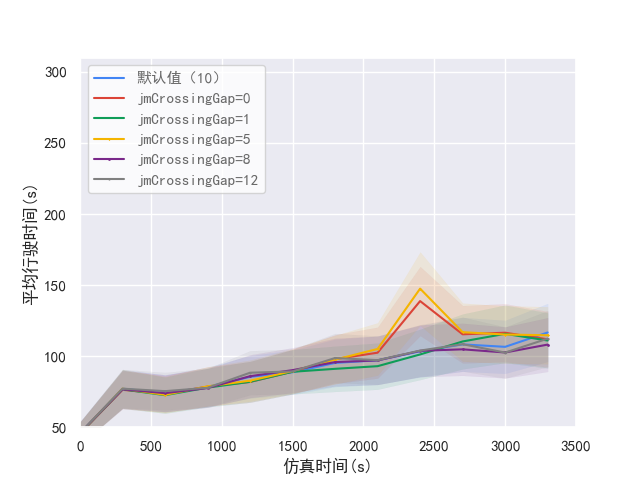 300
250
200
150
100
50
平均行驶时间(s)
默认值（10）
jmCrossingGap=0
jmCrossingGap=1
jmCrossingGap=5
jmCrossingGap=8
jmCrossingGap=12
0 500 1000 1500 2000 2500 3000 3500
仿真时间(s)